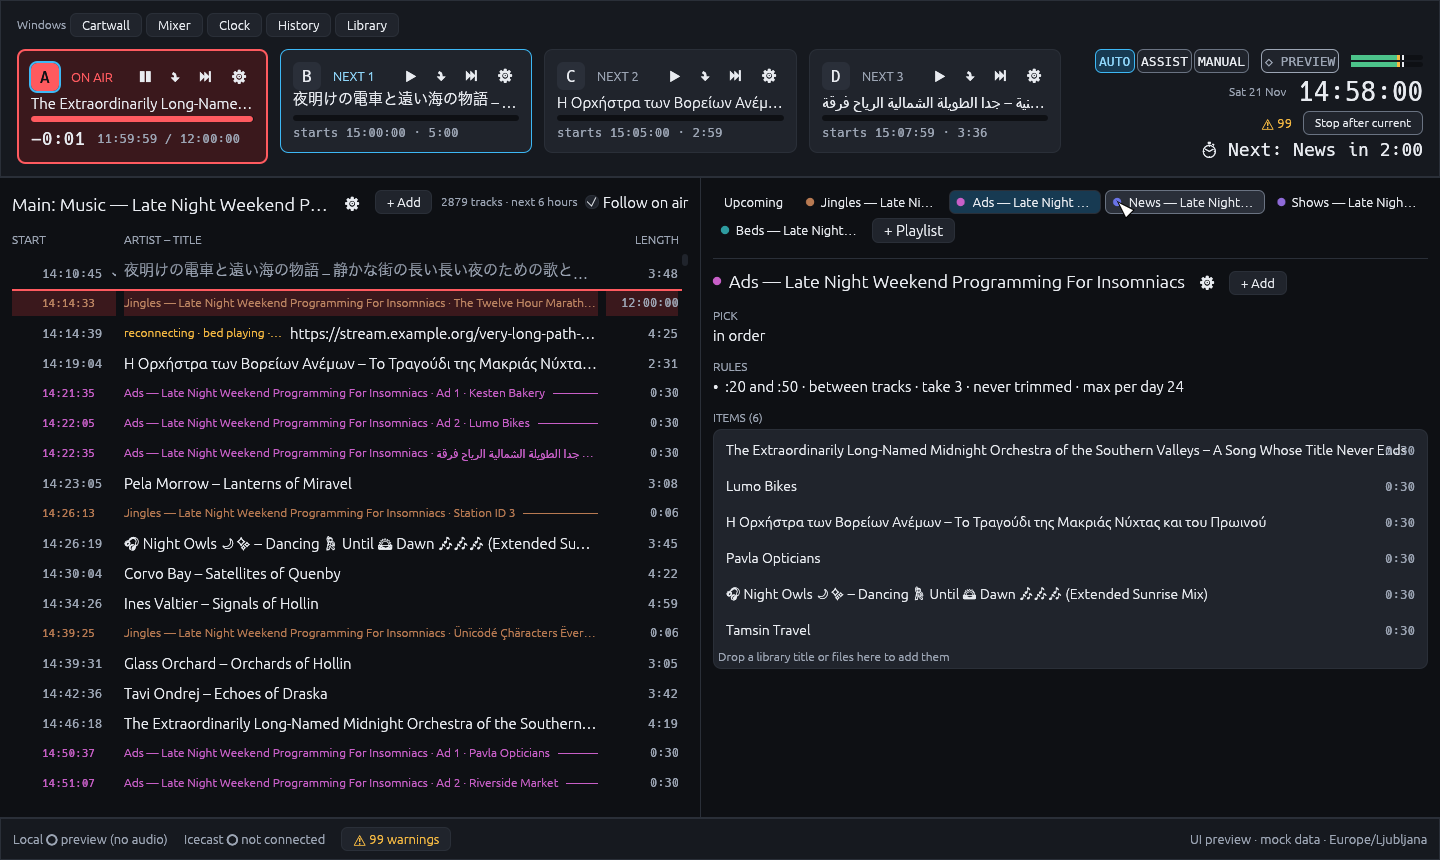 Windows Cartwall Mixer Clock History Library
A ON AIR
The Extraordinarily Long-Name…
−0:01 11:59:59 / 12:00:00
B NEXT 1
夜明けの電車と遠い海の物語 – …
starts 15:00:00 · 5:00
C NEXT 2
Η Ορχήστρα των Βορείων Ανέμ…
starts 15:05:00 · 2:59
D NEXT 3
فرقة الرياح الشمالية الطويلة جدا – …
starts 15:07:59 · 3:36
AUTO ASSIST MANUAL ◇ PREVIEW
Sat 21 Nov 14:58:00
⚠ 99 Stop after current
⏱ Next: News in 2:00
Main: Music — Late Night Weekend P… + Add 2879 tracks · next 6 hours ✓ Follow on air
START ARTIST – TITLE LENGTH
14:10:45 夜明けの電車と遠い海の物語 – 静かな街の長い長い夜のための歌と… 3:48
14:14:33 Jingles — Late Night Weekend Programming For Insomniacs · The Twelve Hour Marath… 12:00:00
14:14:39 reconnecting · bed playing ·… https://stream.example.org/very-long-path-… 4:25
14:19:04 Η Ορχήστρα των Βορείων Ανέμων – Το Τραγούδι της Μακριάς Νύχτα… 2:31
14:21:35 Ads — Late Night Weekend Programming For Insomniacs · Ad 1 · Kesten Bakery 0:30
14:22:05 Ads — Late Night Weekend Programming For Insomniacs · Ad 2 · Lumo Bikes 0:30
14:22:35 Ads — Late Night Weekend Programming For Insomniacs · فرقة الرياح الشمالية الطويلة جدا … 0:30
14:23:05 Pela Morrow – Lanterns of Miravel 3:08
14:26:13 Jingles — Late Night Weekend Programming For Insomniacs · Station ID 3 0:06
14:26:19 🎧 Night Owls 🌙✨ – Dancing 💃 Until 🌅 Dawn 🎶🎶🎶 (Extended Su… 3:45
14:30:04 Corvo Bay – Satellites of Quenby 4:22
14:34:26 Ines Valtier – Signals of Hollin 4:59
14:39:25 Jingles — Late Night Weekend Programming For Insomniacs · Ünïcödé Çhäracters Ëver… 0:06
14:39:31 Glass Orchard – Orchards of Hollin 3:05
14:42:36 Tavi Ondrej – Echoes of Draska 3:42
14:46:18 The Extraordinarily Long-Named Midnight Orchestra of the Southern… 4:19
14:50:37 Ads — Late Night Weekend Programming For Insomniacs · Ad 1 · Pavla Opticians 0:30
14:51:07 Ads — Late Night Weekend Programming For Insomniacs · Ad 2 · Riverside Market 0:30
Upcoming Jingles — Late Ni… Ads — Late Night … News — Late Night… Shows — Late Nigh…
Beds — Late Night… + Playlist
Ads — Late Night Weekend Programming For Insomniacs + Add
PICK
in order
RULES
• :20 and :50 · between tracks · take 3 · never trimmed · max per day 24
ITEMS (6)
The Extraordinarily Long-Named Midnight Orchestra of the Southern Valleys – A Song Whose Title Never Ends 0:30
Lumo Bikes 0:30
Η Ορχήστρα των Βορείων Ανέμων – Το Τραγούδι της Μακριάς Νύχτας και του Πρωινού 0:30
Pavla Opticians 0:30
🎧 Night Owls 🌙✨ – Dancing 💃 Until 🌅 Dawn 🎶🎶🎶 (Extended Sunrise Mix) 0:30
Tamsin Travel 0:30
Drop a library title or files here to add them
Local preview (no audio) Icecast not connected ⚠ 99 warnings UI preview · mock data · Europe/Ljubljana